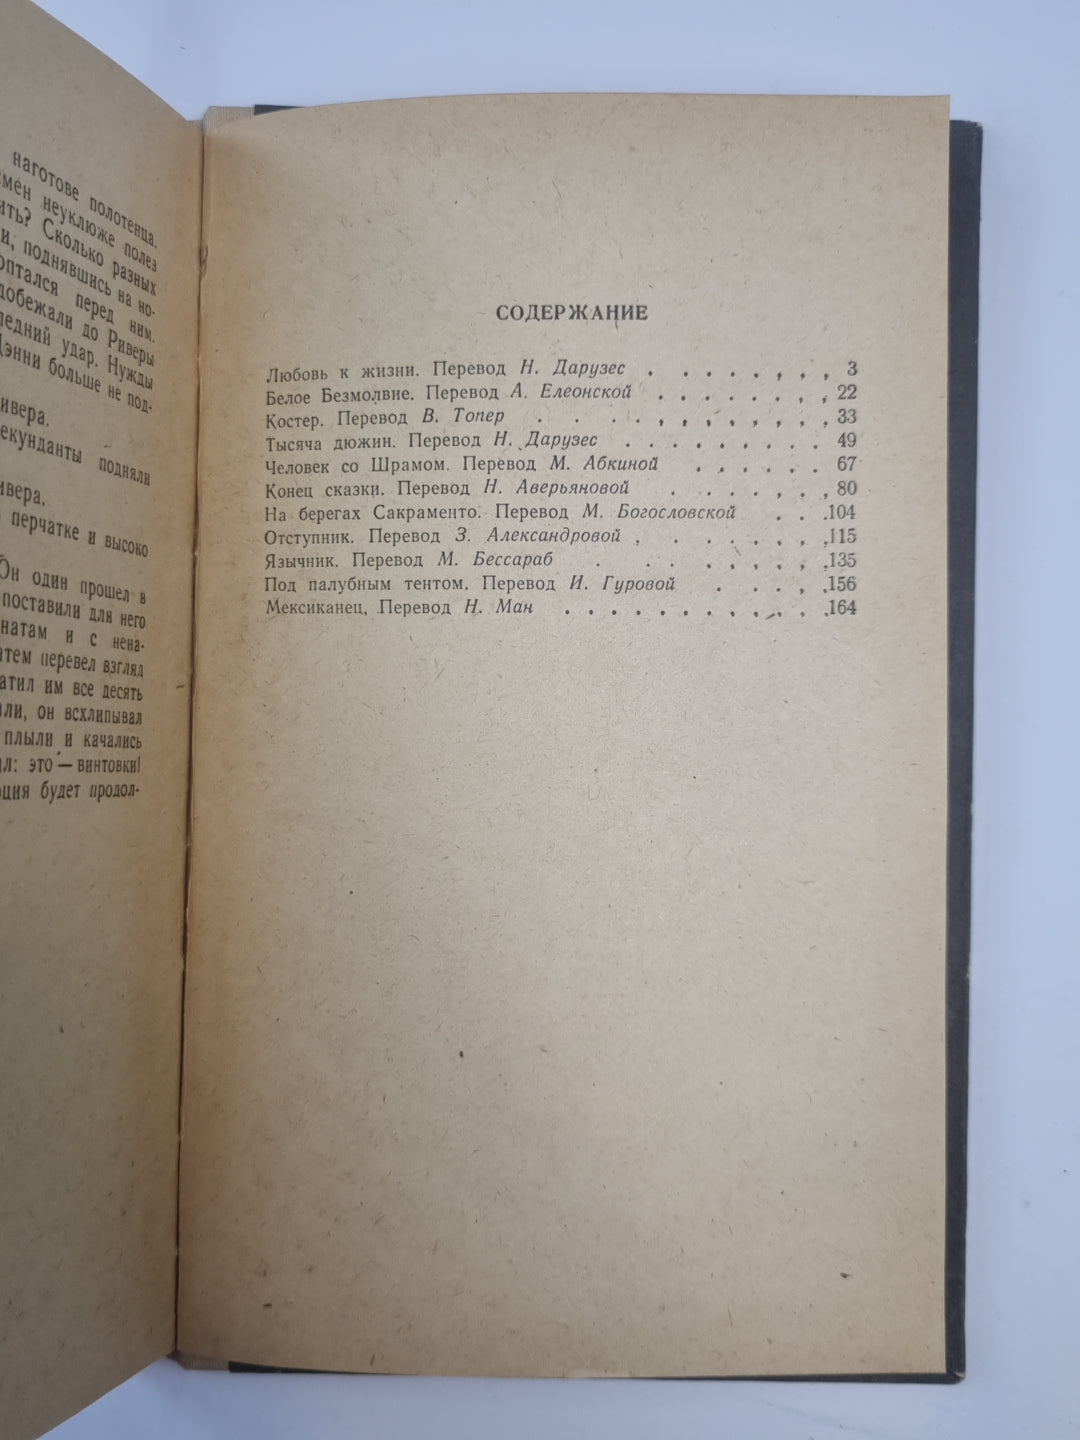 наготове полотенца.
неуклюже полез
Сколько разных
поднявшись на но-
перед ним.
до Риверы
удар. Нужды
больше не под-
подняли
перчатке и высоко
Он один прошел в
поставили для него
и с нена-
перевел взгляд
им все десять
он всхлипывал
плыли и качались
это — винтовки!
будет продол-
СОДЕРЖАНИЕ
Любовь к жизни. Перевод Н. Дарузес . . . . . . . . 3
Белое Безмолвие. Перевод А. Елеонской . . . . . . . . 22
Костер. Перевод В. Топер . . . . . . . . . . . . 33
Тысяча дюжин. Перевод Н. Дарузес . . . . . . . . . 49
Человек со Шрамом. Перевод М. Абкиной . . . . . . 67
Конец сказки. Перевод Н. Аверьяновой . . . . . . . 80
На берегах Сакраменто. Перевод М. Богословской . . . 104
Отступник. Перевод З. Александровой . . . . . . . . 115
Язычник. Перевод М. Бессараб . . . . . . . . 135
Под палубным тентом. Перевод И. Гуровой . . . . . 156
Мексиканец. Перевод Н. Ман . . . . . . . . . . . . 164